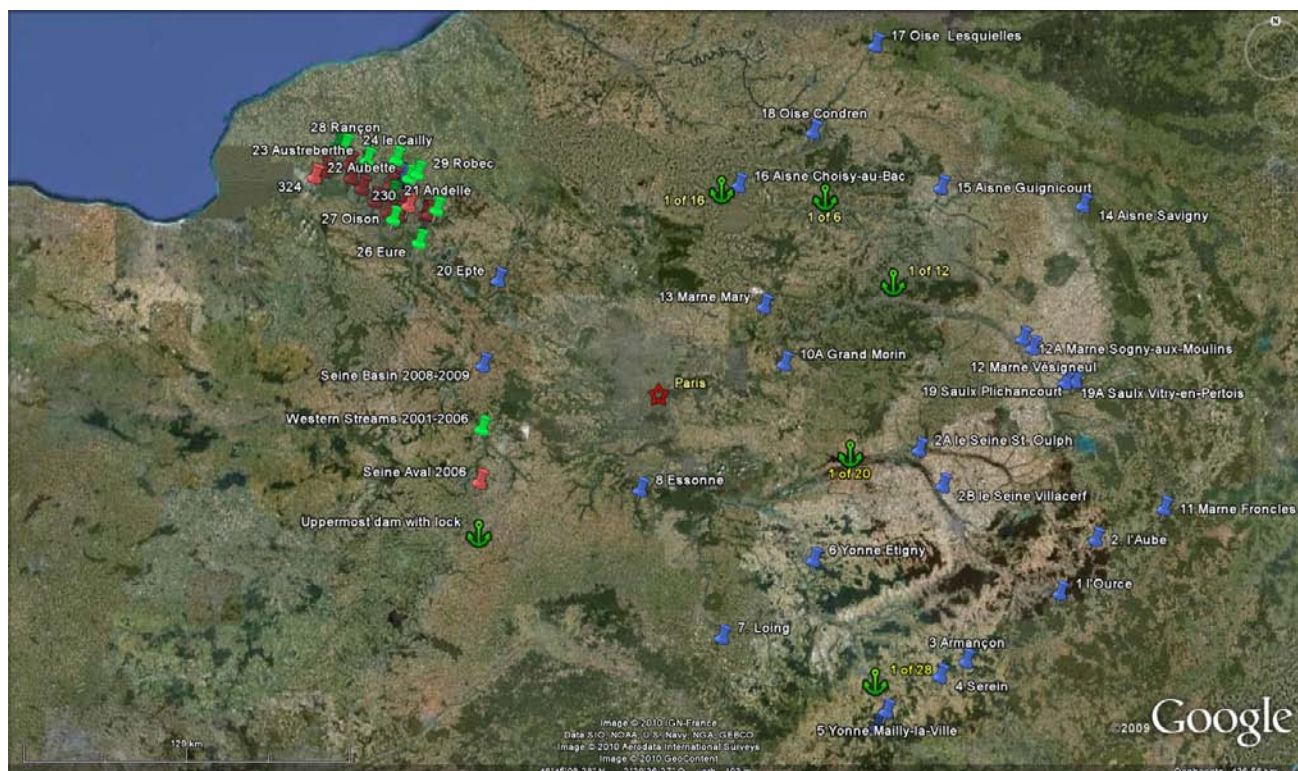 17 Oise Lesquielles
18 Oise Condren
28 Rançon
24 le Cailly
23 Austreberthe
22 Aubette
29 Robec
324
230
21 Andelle
27 Oison
26 Eure
16 Aisne Choisy-au-Bac
1 of 16
1 of 6
15 Aisne Guignicourt
14 Aisne Savigny
20 Epte
1 of 12
13 Marne Mary
12A Marne Sogny-aux-Moulins
10A Grand Morin
12 Marne Vésigneul
Seine Basin 2008-2009
Paris
19 Saulx Plichancourt
19A Saulx Vitry-en-Pertois
Western Streams 2001-2006
2A le Seine St. Oulph
1 of 20
Seine Aval 2006
8 Essonne
2B le Seine Villacerf
11 Marne Froncles
Uppermost dam with lock
2. l'Aube
6 Yonne Etigny
1 l'Ource
7. Loing
3 Armançon
1 of 28
4 Serein
5 Yonne Mailly-la-Ville
Image © 2010 IGN-France
Data SIO, NOAA, U.S. Navy, NGA, GEBCO
Image © 2010 Aerodata International Surveys
Image © 2010 GeoContent
©2009 Google
120 km
N